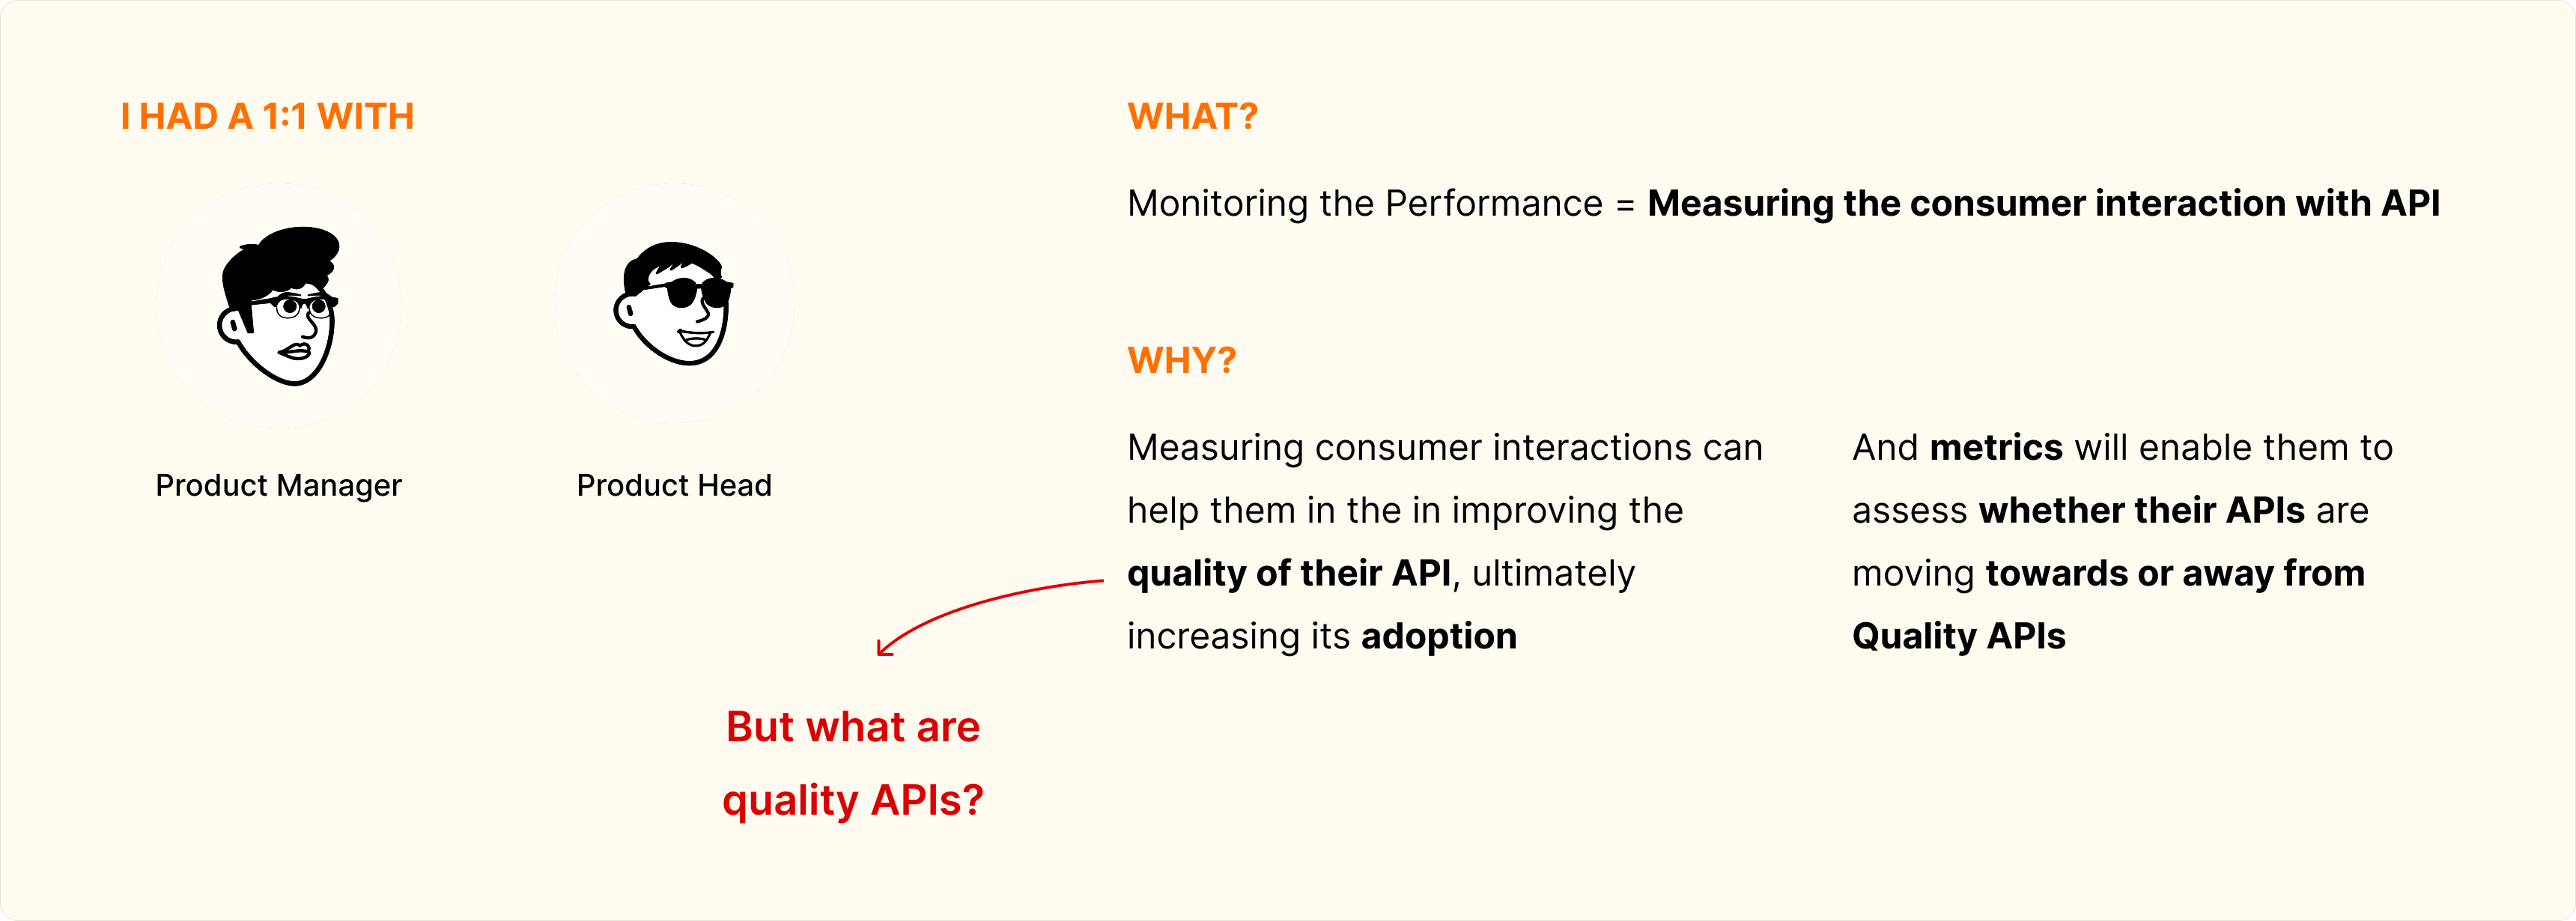 I HAD A 1:1 WITH
Product Manager
Product Head
WHAT?
Monitoring the Performance = Measuring the consumer interaction with API
WHY?
Measuring consumer interactions can
help them in the in improving the
quality of their API, ultimately
increasing its adoption
And metrics will enable them to
assess whether their APIs are
moving towards or away from
Quality APIs
But what are
quality APIs?